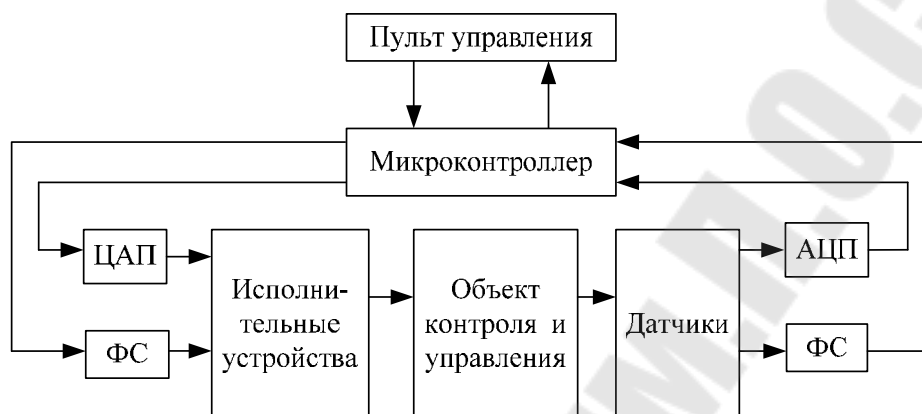 Пульт управления
Микроконтроллер
ЦАП
ФС
Исполни-
тельные
устройства
Объект
контроля и
управления
Датчики
АЦП
ФС